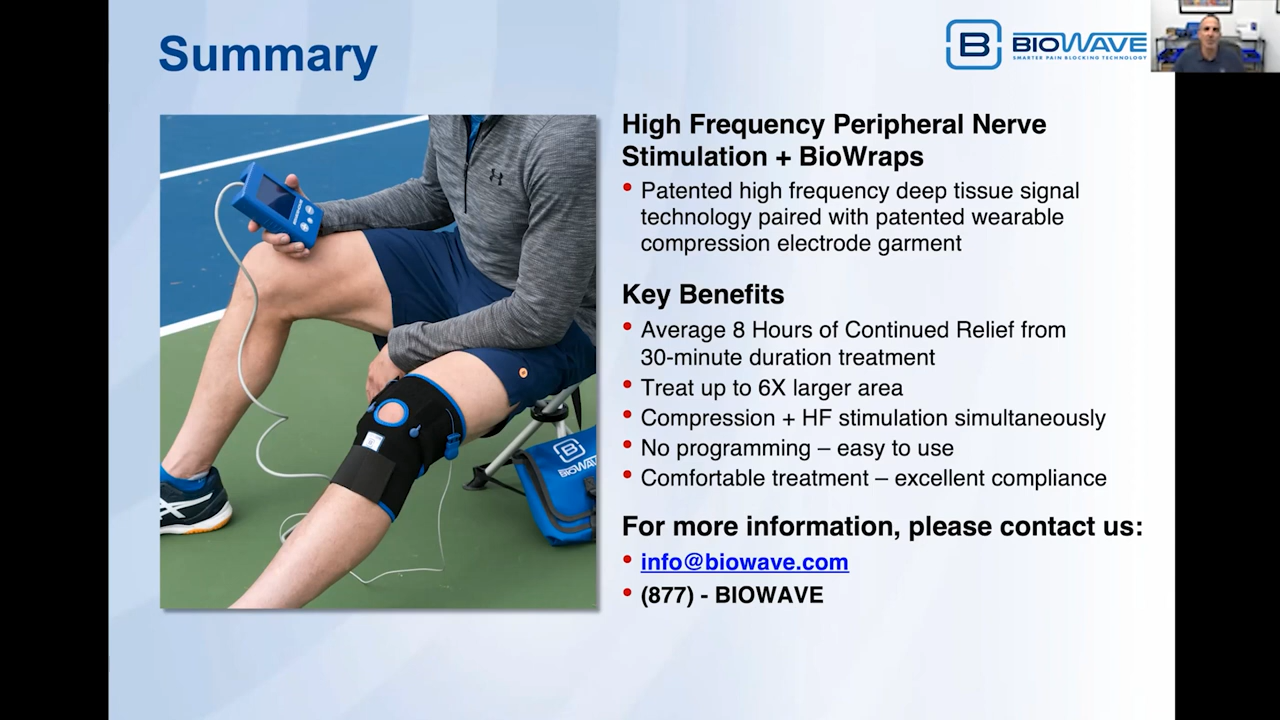 Summary
B BIOWAVE
SMARTER PAIN BLOCKING TECHNOLOGY
High Frequency Peripheral Nerve
Stimulation + BioWraps
• Patented high frequency deep tissue signal
technology paired with patented wearable
compression electrode garment
Key Benefits
• Average 8 Hours of Continued Relief from
30-minute duration treatment
• Treat up to 6X larger area
• Compression + HF stimulation simultaneously
• No programming – easy to use
• Comfortable treatment – excellent compliance
For more information, please contact us:
• info@biowave.com
• (877) - BIOWAVE
B
BIOWAVE